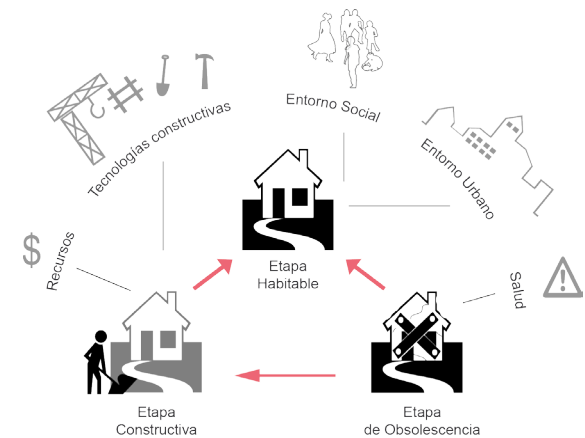 Entorno Social
Tecnologías constructivas
Entorno Urbano
$
Recursos
Etapa
Habitable
Salud
Etapa
Constructiva
Etapa
de Obsolescencia